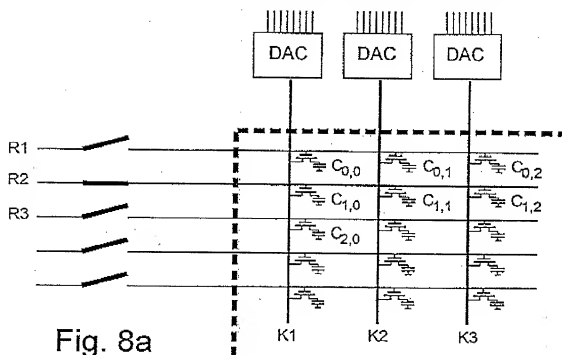 DAC DAC DAC
R1
C0,0 C0,1 C0,2
R2
C1,0 C1,1 C1,2
R3
C2,0
K1 K2 K3
Fig. 8a